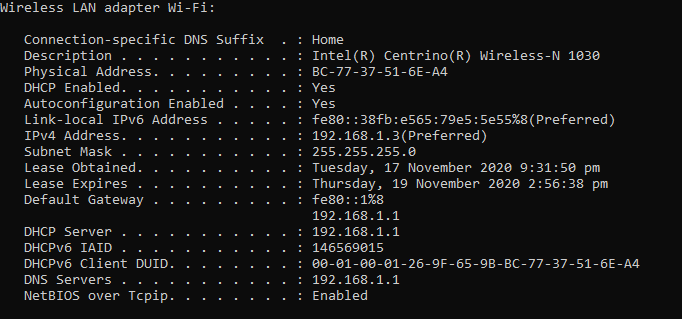 Wireless LAN adapter Wi-Fi:
Connection-specific DNS Suffix  . : Home
Description . . . . . . . . . . . : Intel(R) Centrino(R) Wireless-N 1030
Physical Address. . . . . . . . . : BC-77-37-51-6E-A4
DHCP Enabled. . . . . . . . . . . : Yes
Autoconfiguration Enabled . . . . : Yes
Link-local IPv6 Address . . . . . : fe80::38fb:e565:79e5:5e55%8(Preferred)
IPv4 Address. . . . . . . . . . . : 192.168.1.3(Preferred)
Subnet Mask . . . . . . . . . . . : 255.255.255.0
Lease Obtained. . . . . . . . . . : Tuesday, 17 November 2020 9:31:50 pm
Lease Expires . . . . . . . . . . : Thursday, 19 November 2020 2:56:38 pm
Default Gateway . . . . . . . . . : fe80::1%8
192.168.1.1
DHCP Server . . . . . . . . . . . : 192.168.1.1
DHCPv6 IAID . . . . . . . . . . . : 146569015
DHCPv6 Client DUID. . . . . . . . : 00-01-00-01-26-9F-65-9B-BC-77-37-51-6E-A4
DNS Servers . . . . . . . . . . . : 192.168.1.1
NetBIOS over Tcpip. . . . . . . . : Enabled